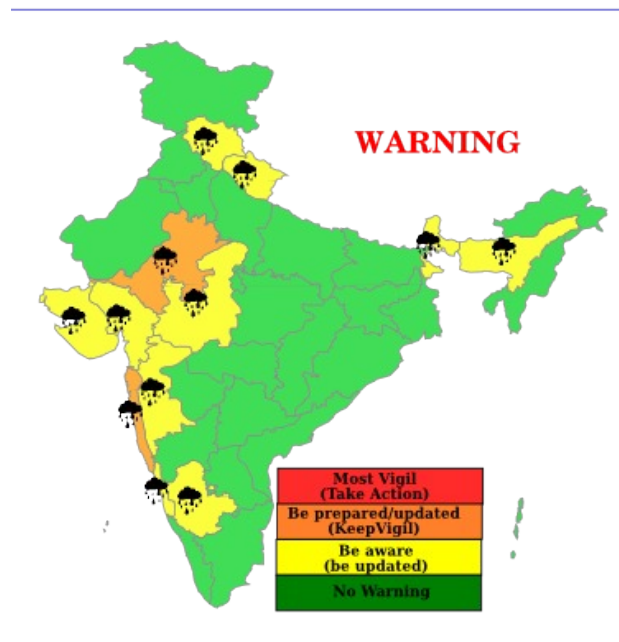 WARNING
Most Vigil
(Take Action)
Be prepared/updated
(KeepVigil)
Be aware
(be updated)
No Warning